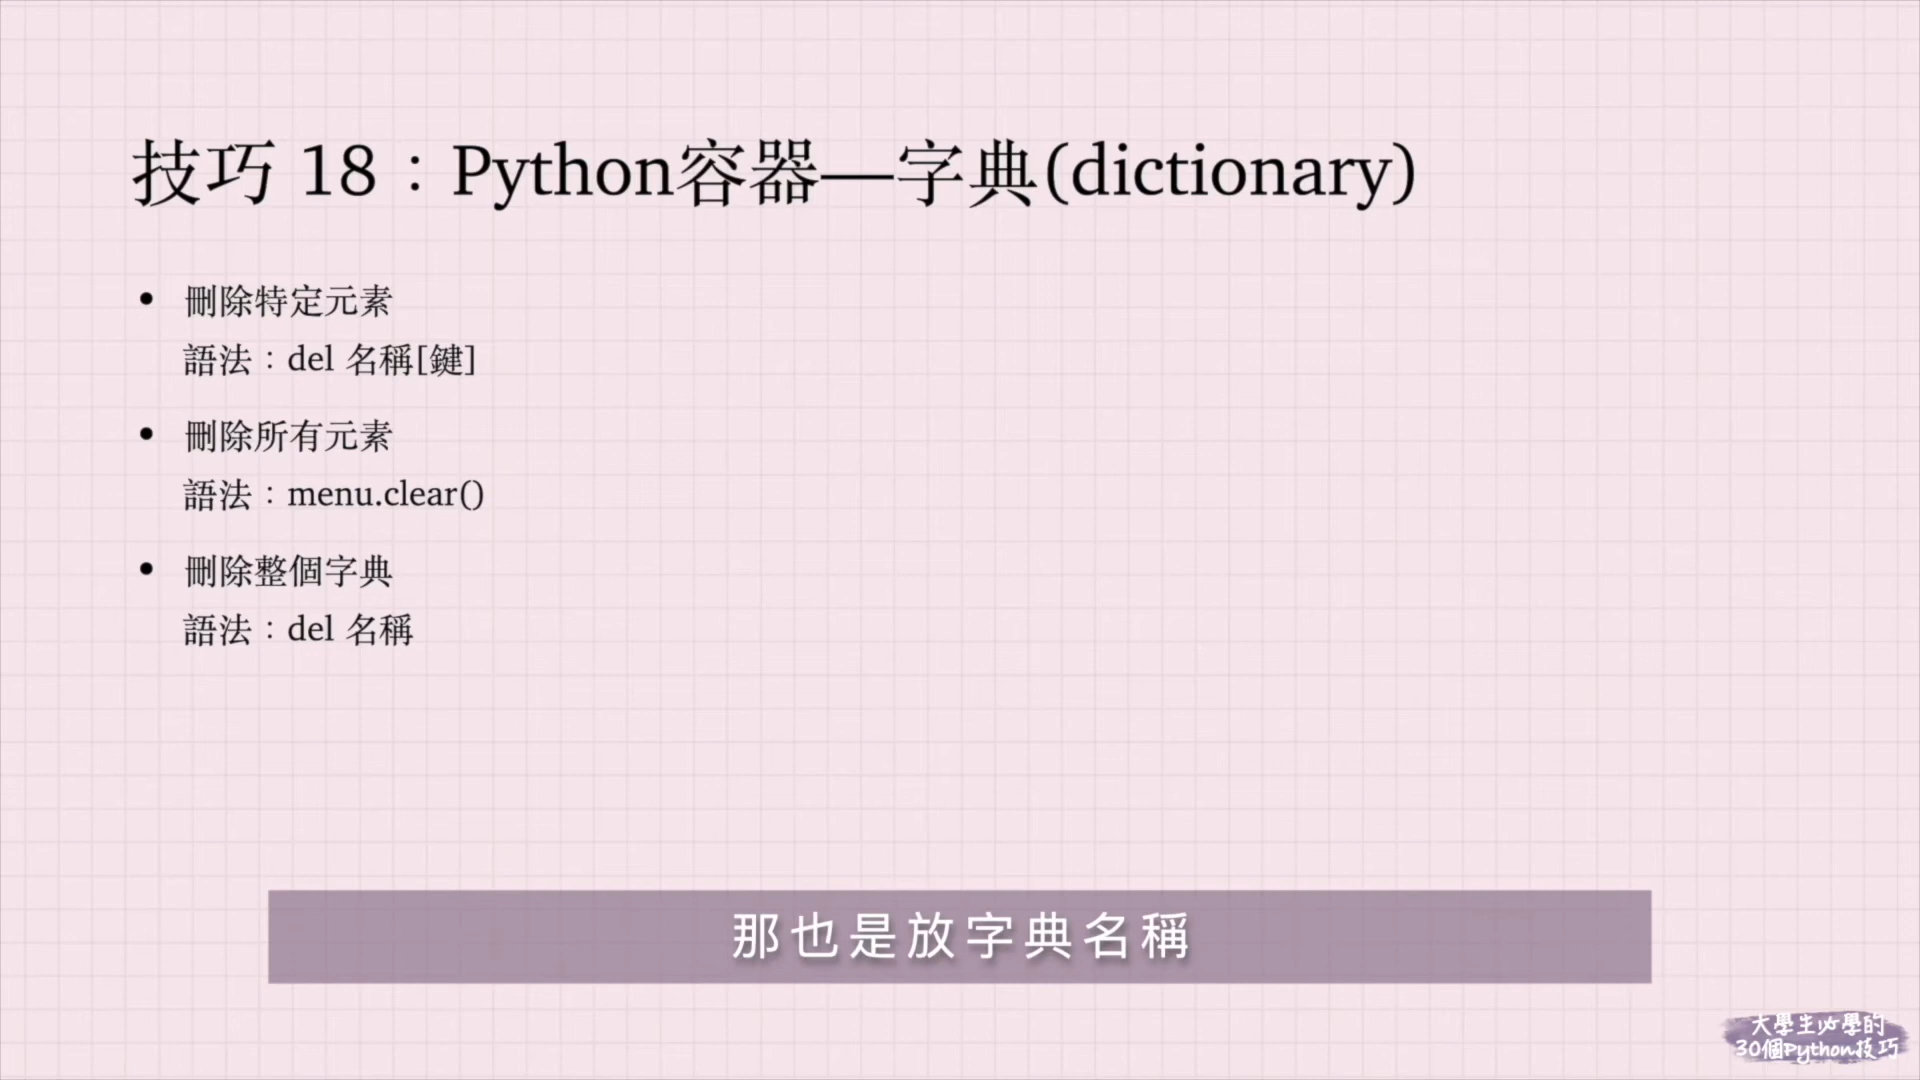 技巧 18：Python容器—字典(dictionary)
• 刪除特定元素
語法：del 名稱[鍵]
• 刪除所有元素
語法：menu.clear()
• 刪除整個字典
語法：del 名稱
那也是放字典名稱
大學生必學的
30個Python技巧